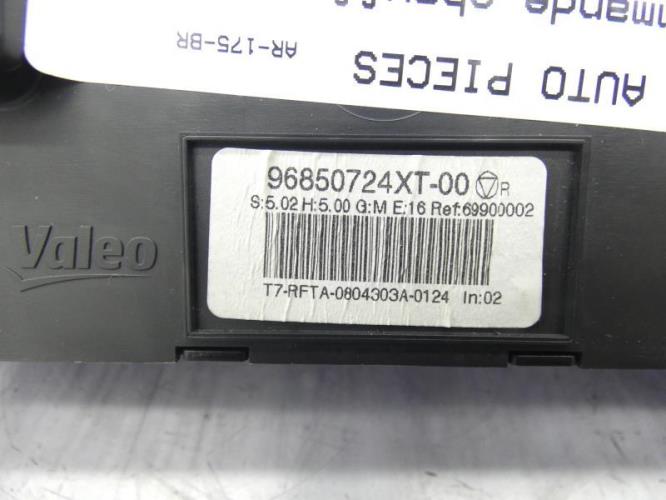 mmande
AUTO PIECES
AR-175-BR
96850724XT-00 R
S:5.02 H:5.00 G:M E:16 Ref:69900002
T7-RFTA-0804303A-0124 In:02
Valeo